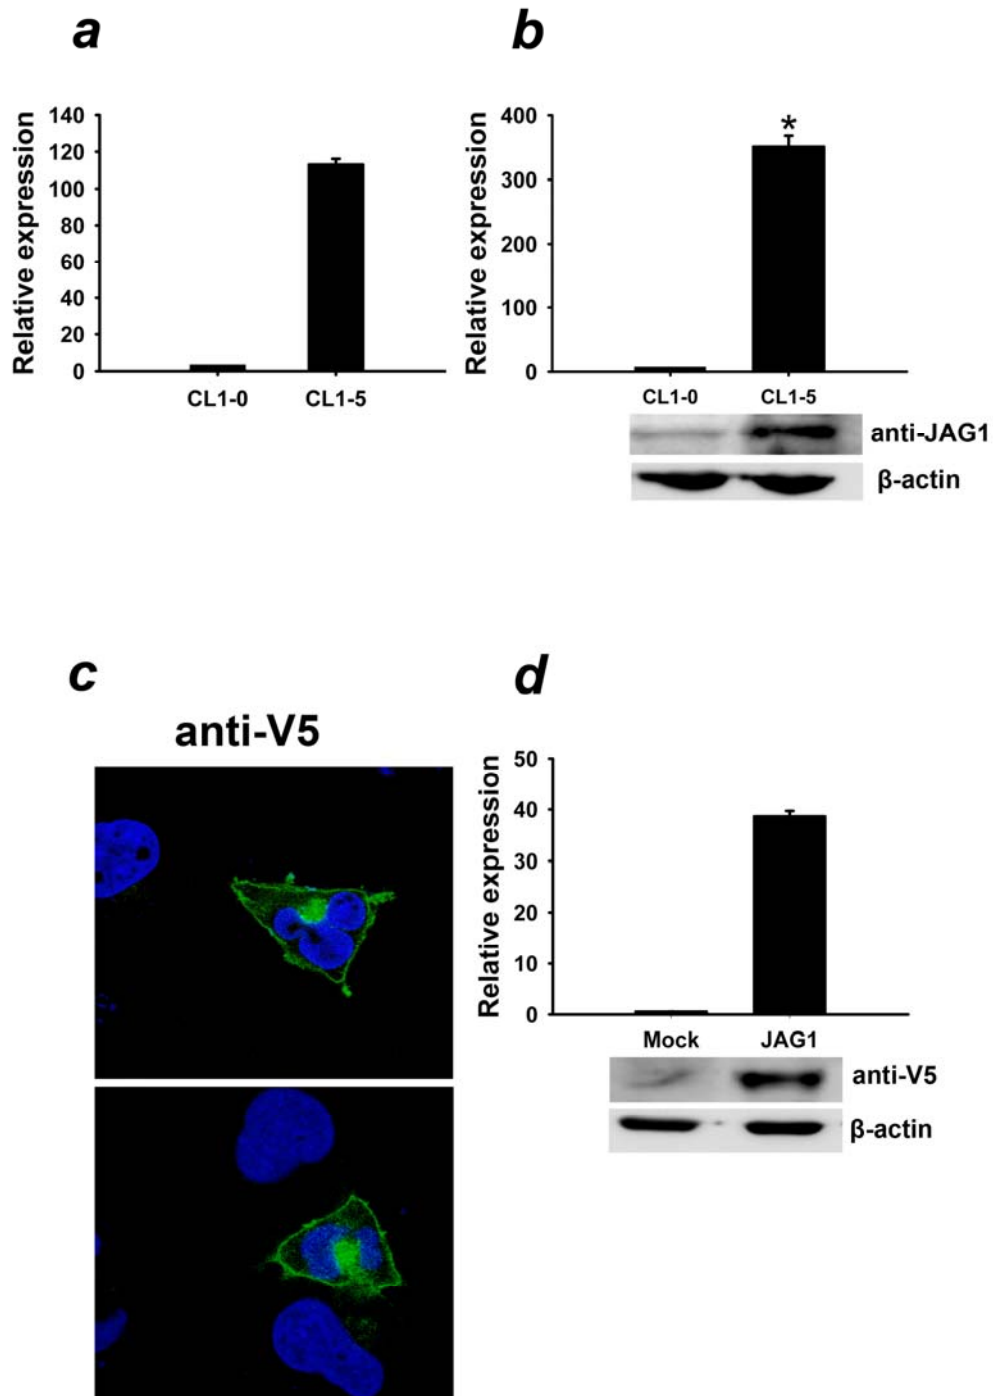 a
Relative expression
140
120
100
80
60
40
20
0
CL1-0 CL1-5
b
Relative expression
400
300
200
100
0
*
CL1-0 CL1-5
anti-JAG1
β-actin
c
anti-V5
d
Relative expression
50
40
30
20
10
0
Mock JAG1
anti-V5
β-actin